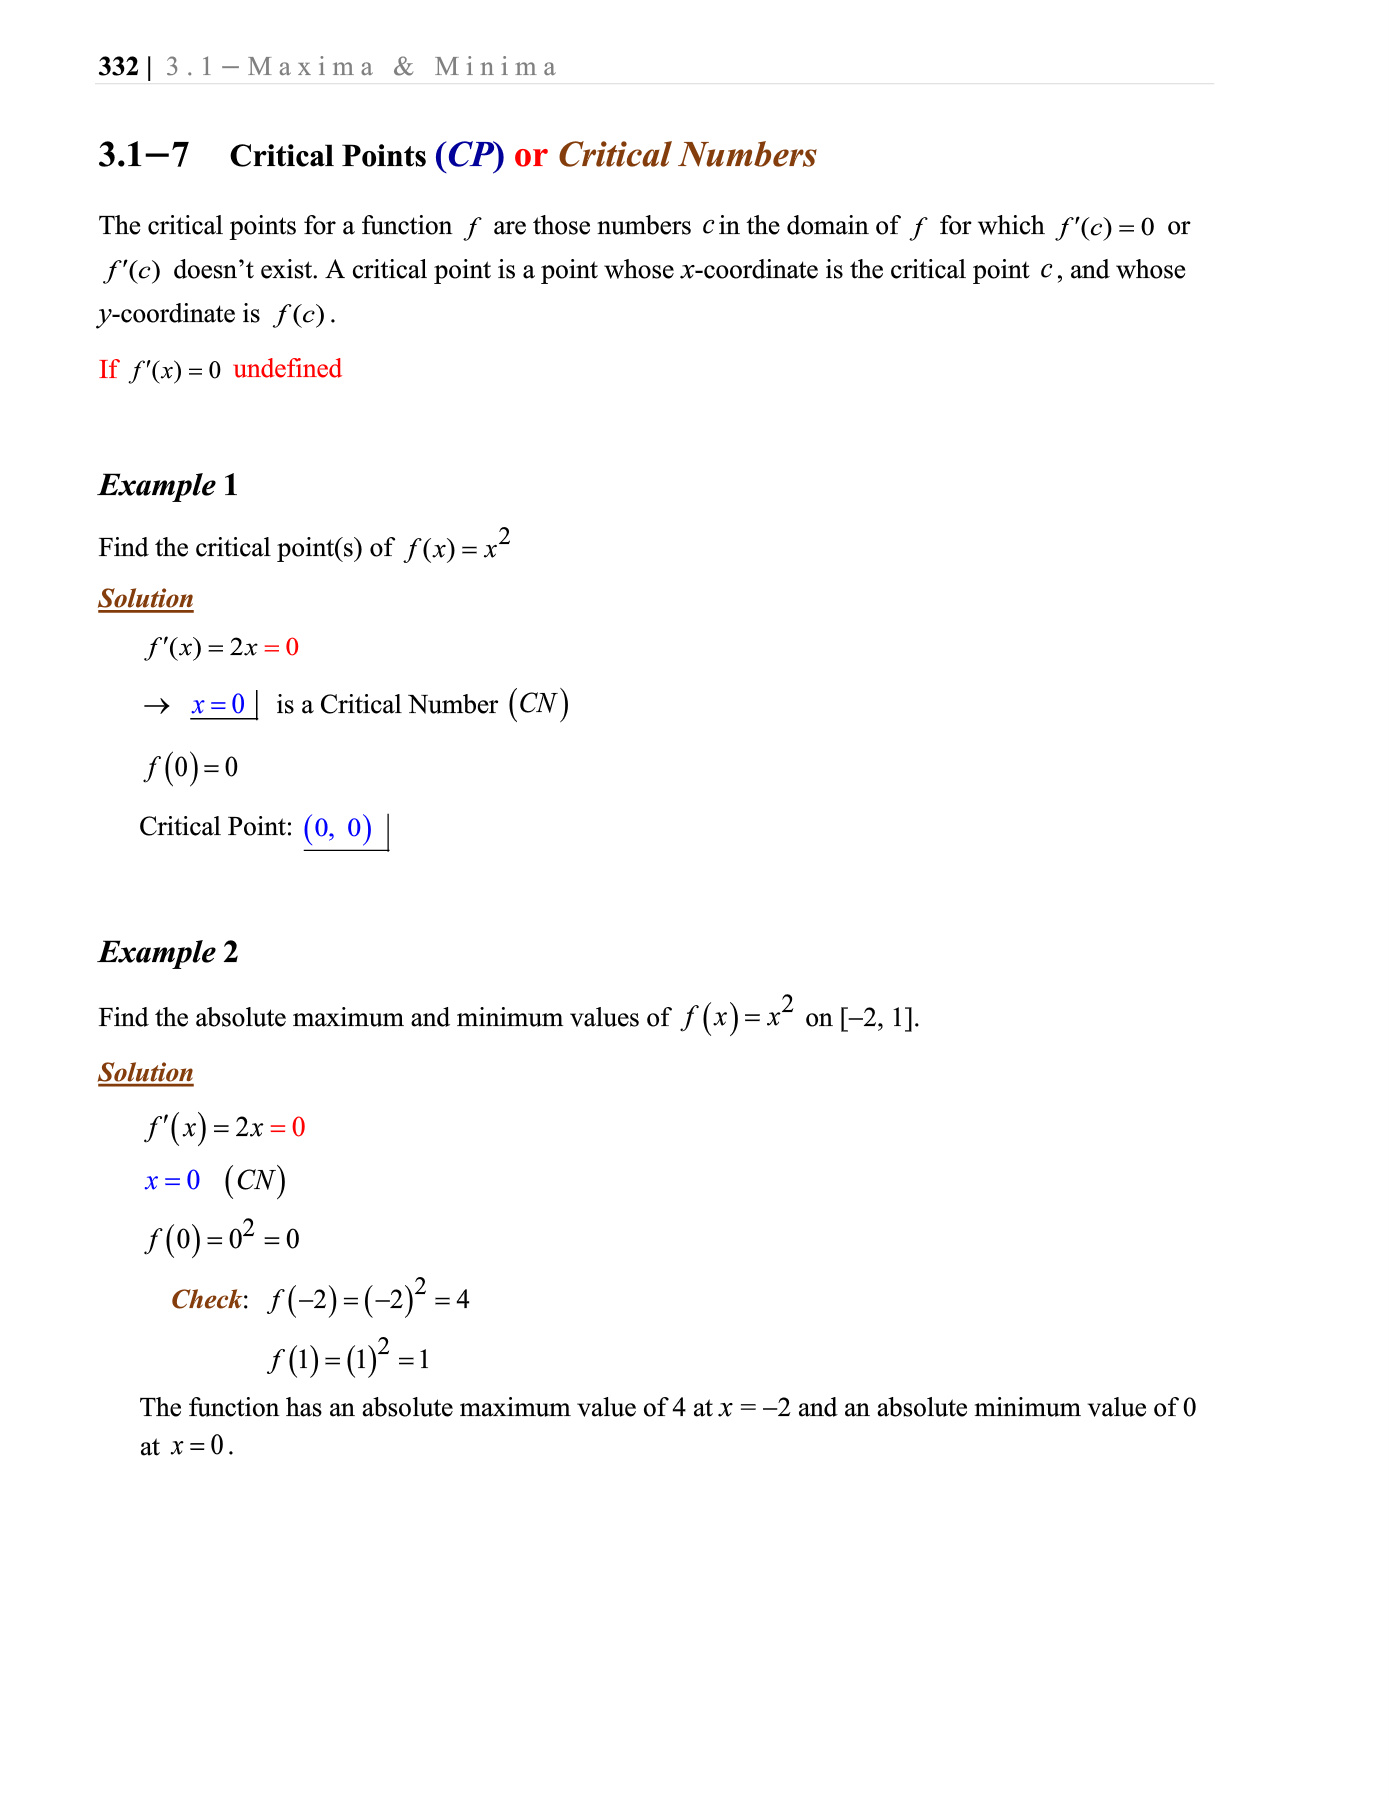 332 | 3.1 – Maxima & Minima
3.1–7 Critical Points (CP) or Critical Numbers
The critical points for a function f are those numbers c in the domain of f for which f′(c) = 0 or
f′(c) doesn’t exist. A critical point is a point whose x-coordinate is the critical point c, and whose
y-coordinate is f(c).
If f′(x) = 0 undefined
Example 1
Find the critical point(s) of f(x) = x²
Solution
f′(x) = 2x = 0
→ x = 0 | is a Critical Number (CN)
f(0) = 0
Critical Point: (0, 0) |
Example 2
Find the absolute maximum and minimum values of f(x) = x² on [–2, 1].
Solution
f′(x) = 2x = 0
x = 0 (CN)
f(0) = 0² = 0
Check: f(–2) = (–2)² = 4
f(1) = (1)² = 1
The function has an absolute maximum value of 4 at x = –2 and an absolute minimum value of 0
at x = 0.